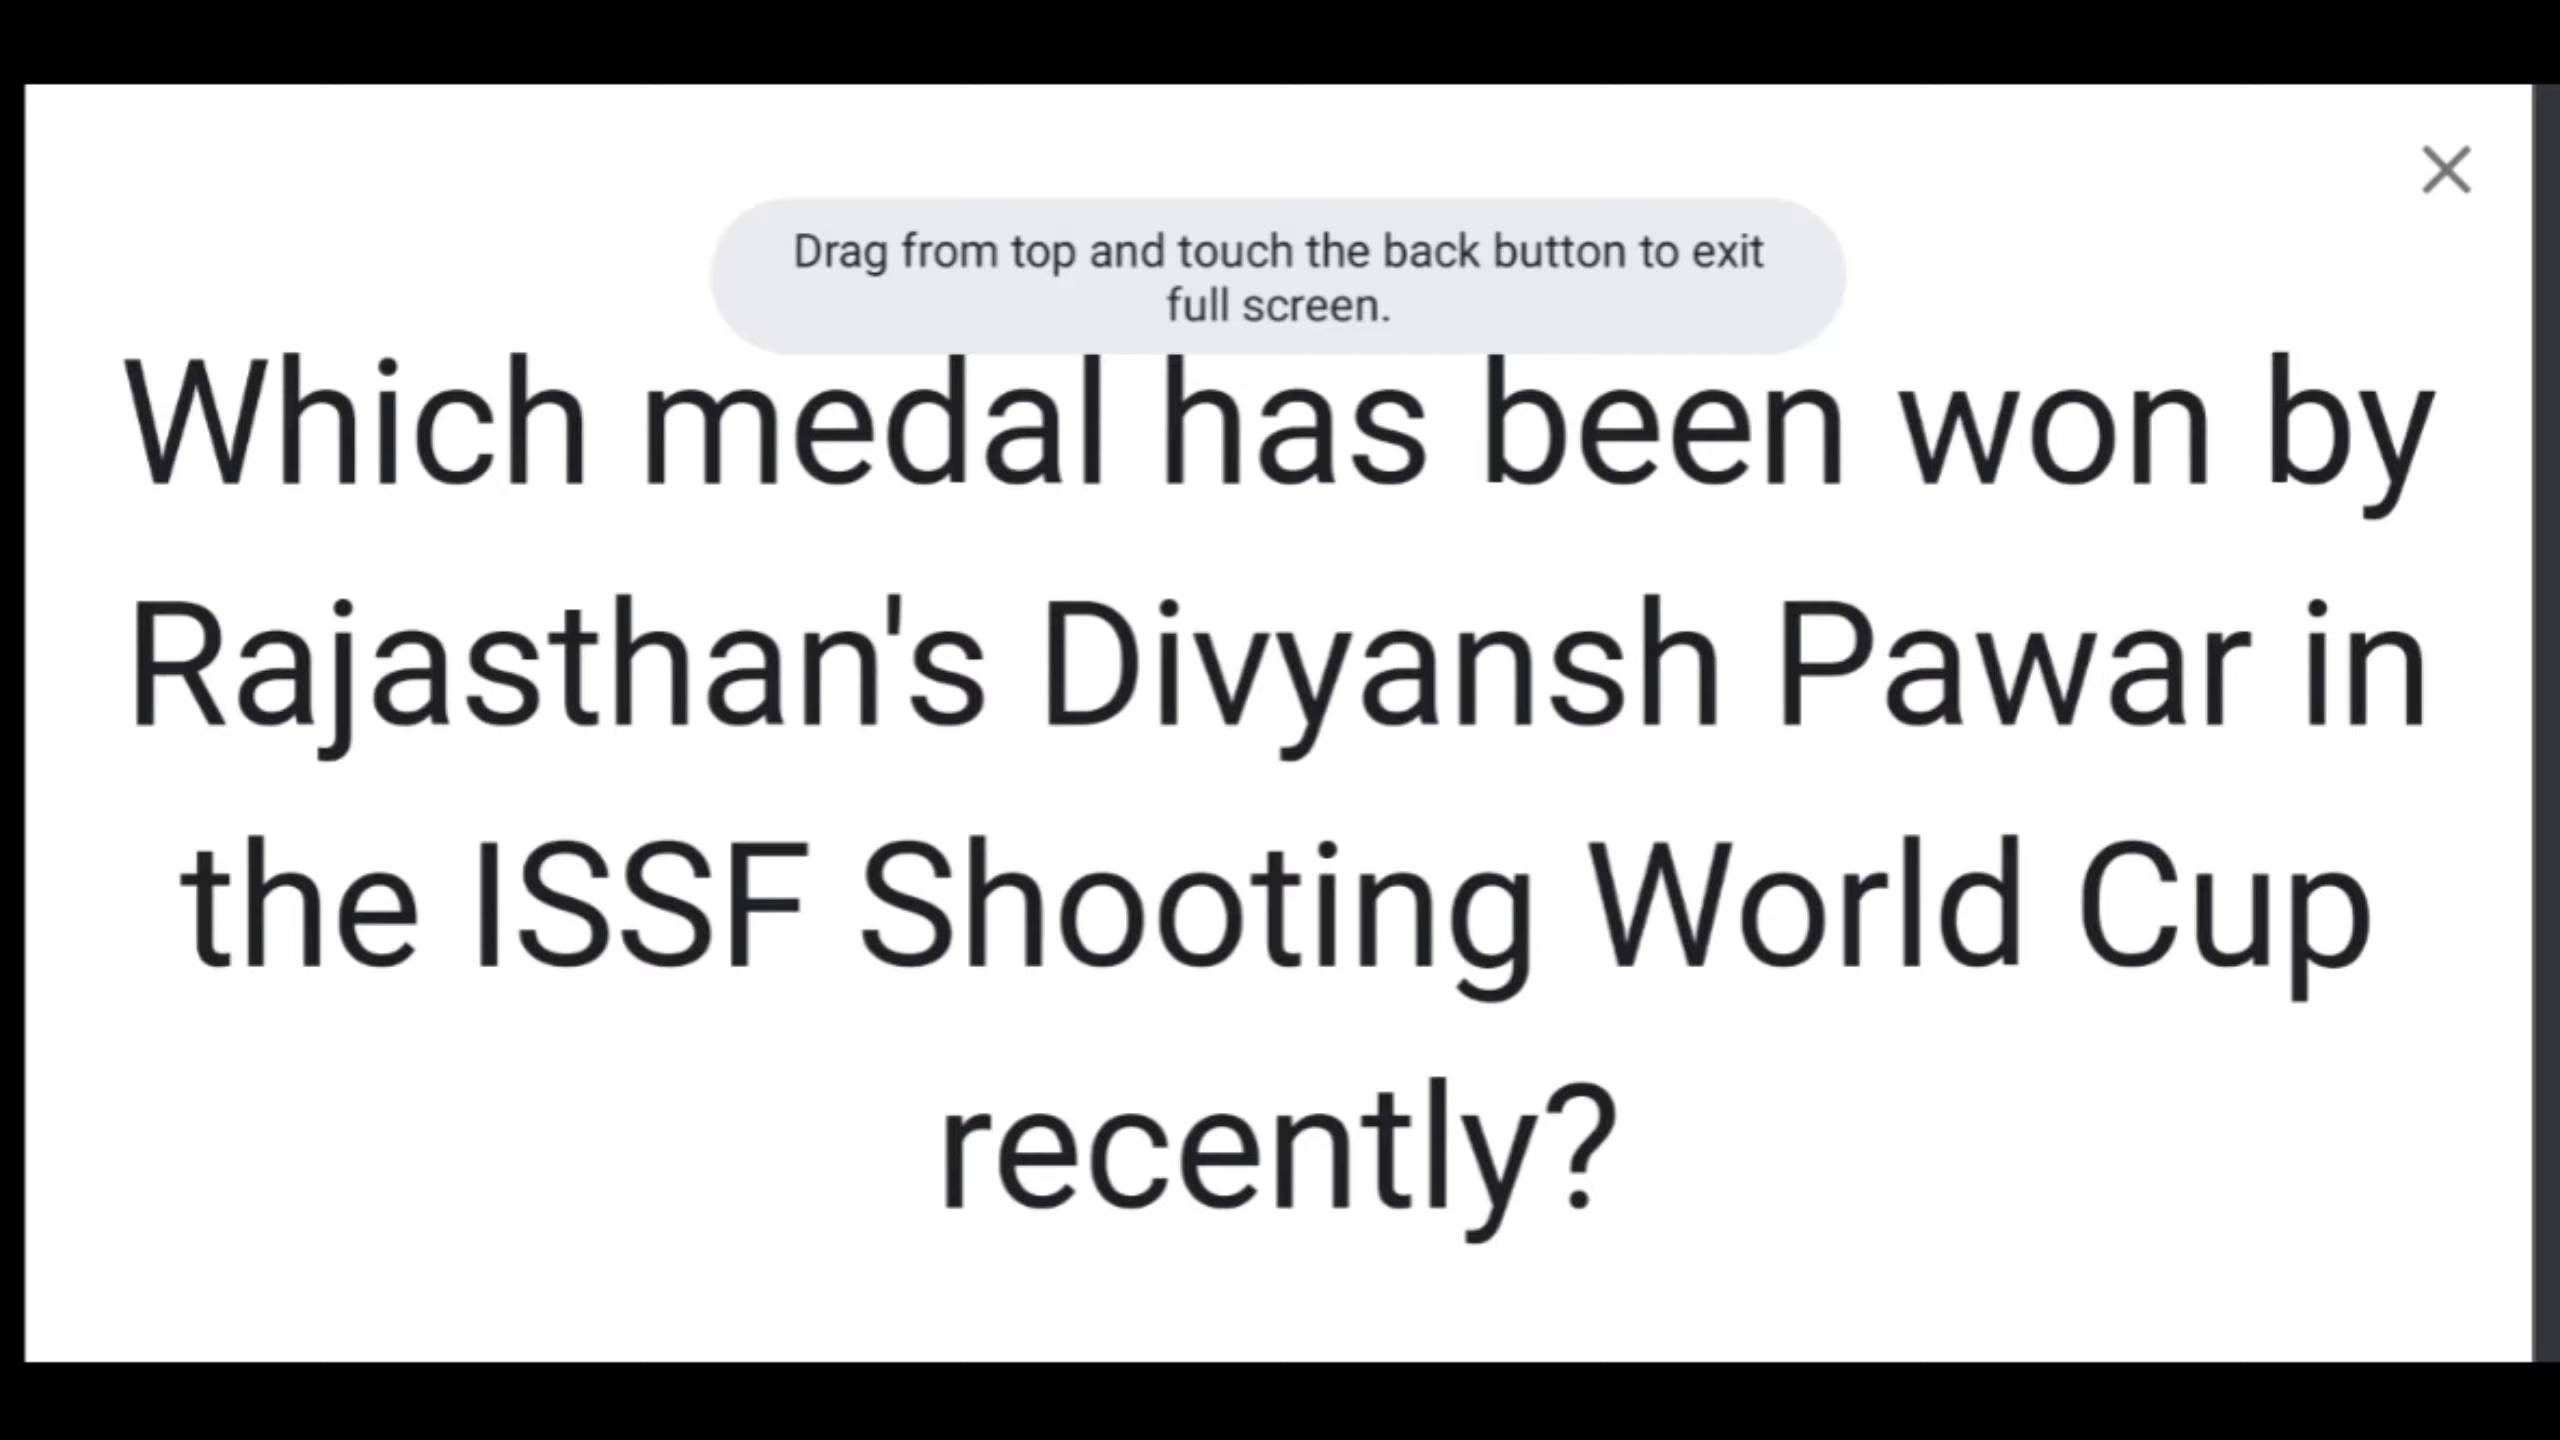 Drag from top and touch the back button to exit
full screen.
Which medal has been won by
Rajasthan's Divyansh Pawar in
the ISSF Shooting World Cup
recently?